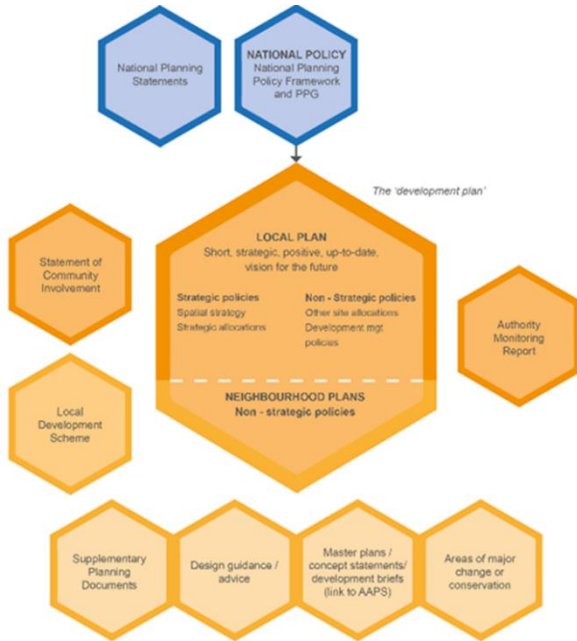 National Planning
Statements
NATIONAL POLICY
National Planning
Policy Framework
and PPG
The 'development plan'
LOCAL PLAN
Short, strategic, positive, up-to-date,
vision for the future
Strategic policies
Spatial strategy
Strategic allocations
Non - Strategic policies
Other site allocations
Development mgt
policies
NEIGHBOURHOOD PLANS
Non - strategic policies
Statement of
Community
Involvement
Authority
Monitoring
Report
Local
Development
Scheme
Supplementary
Planning
Documents
Design guidance /
advice
Master plans /
concept statements/
development briefs
(link to AAPS)
Areas of major
change or
conservation